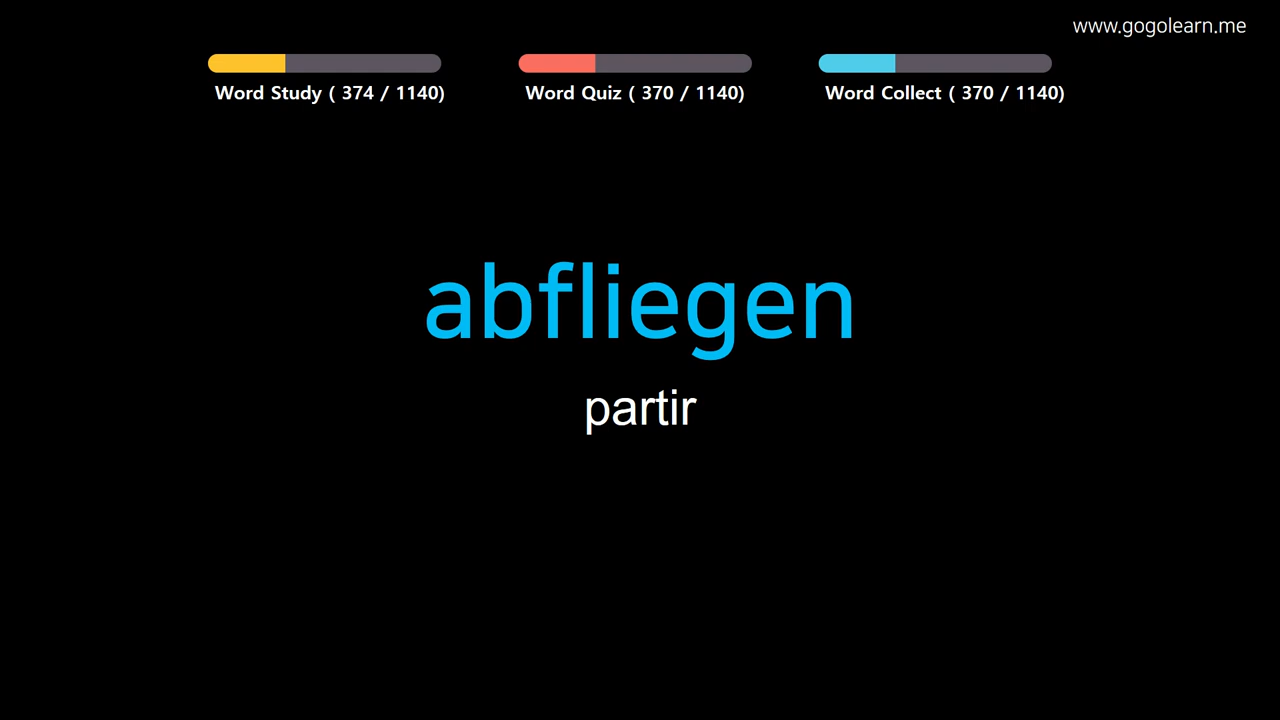 www.gogolearn.me
Word Study ( 374 / 1140)
Word Quiz ( 370 / 1140)
Word Collect ( 370 / 1140)
abfliegen
partir